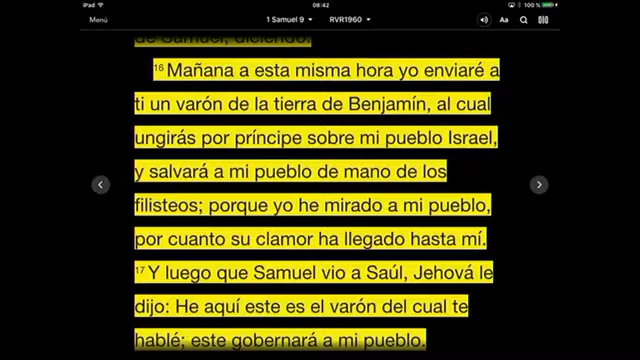 iPad
08:42
100 %
Menú
1 Samuel 9
RVR1960
Aa
de Samuel, diciendo:
16 Mañana a esta misma hora yo enviaré a
ti un varón de la tierra de Benjamín, al cual
ungirás por príncipe sobre mi pueblo Israel,
y salvará a mi pueblo de mano de los
filisteos; porque yo he mirado a mi pueblo,
por cuanto su clamor ha llegado hasta mí.
17 Y luego que Samuel vio a Saúl, Jehová le
dijo: He aquí este es el varón del cual te
hablé; este gobernará a mi pueblo.